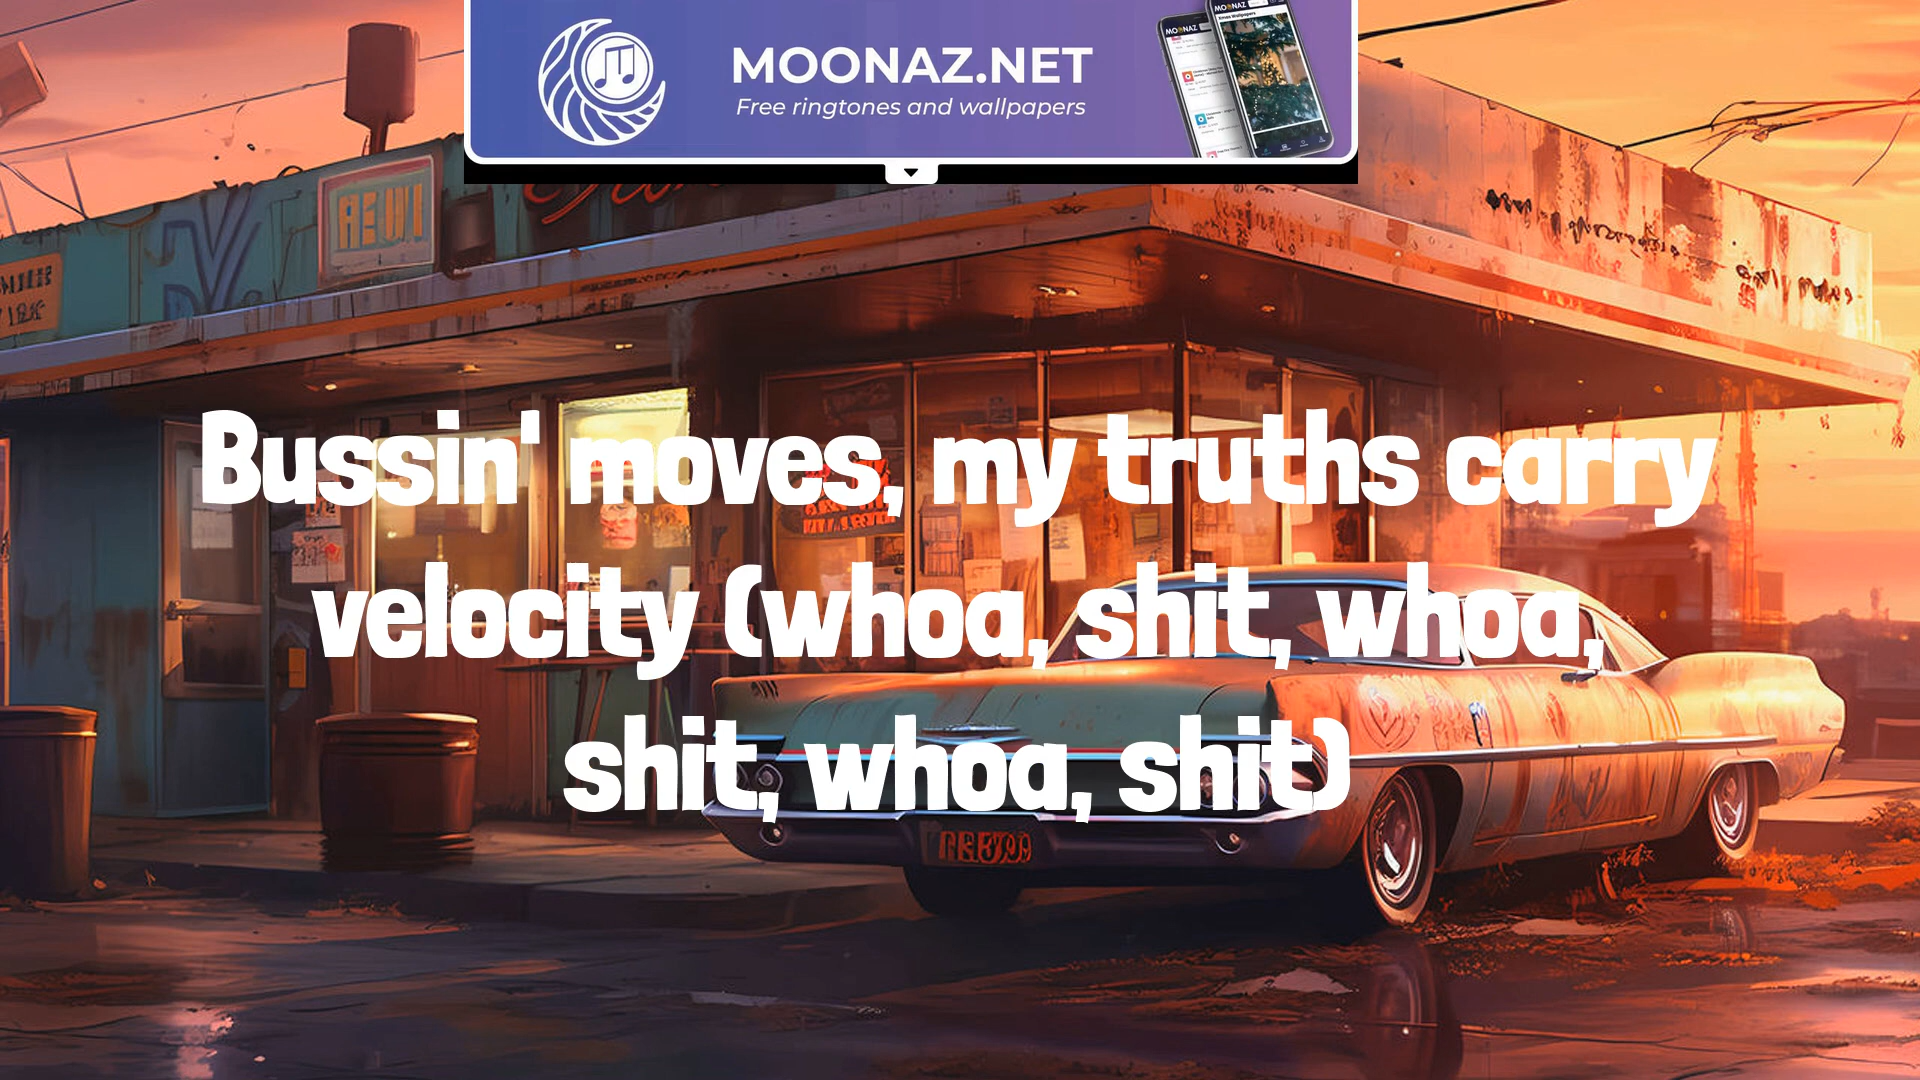 MOONAZ.NET
Free ringtones and wallpapers
Bussin' moves, my truths carry
velocity (whoa, shit, whoa,
shit, whoa, shit)